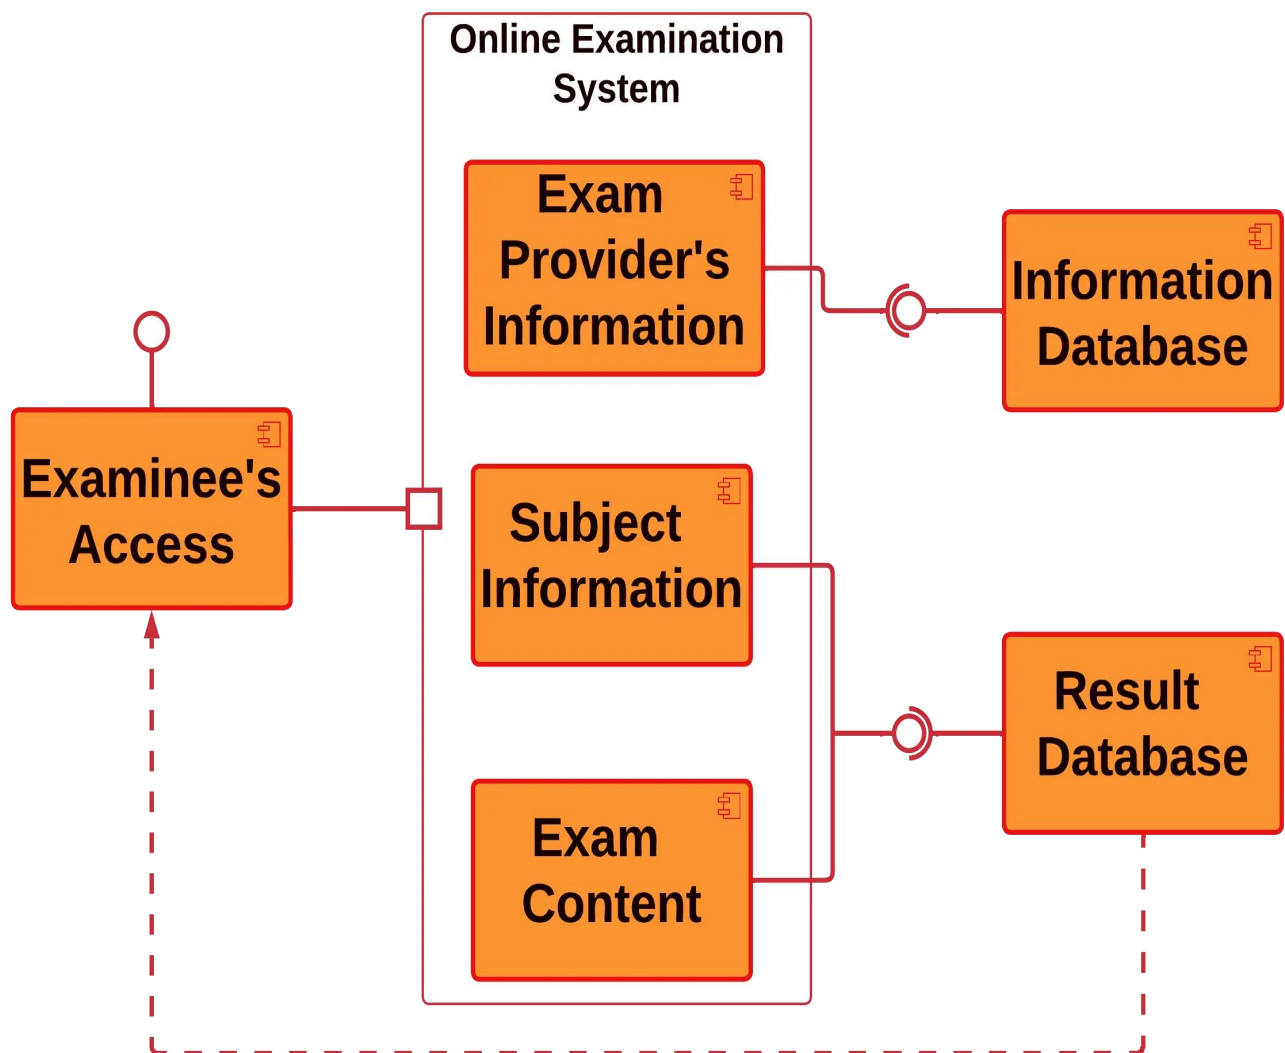 Online Examination
System
Exam
Provider's
Information
Information
Database
Examinee's
Access
Subject
Information
Result
Database
Exam
Content